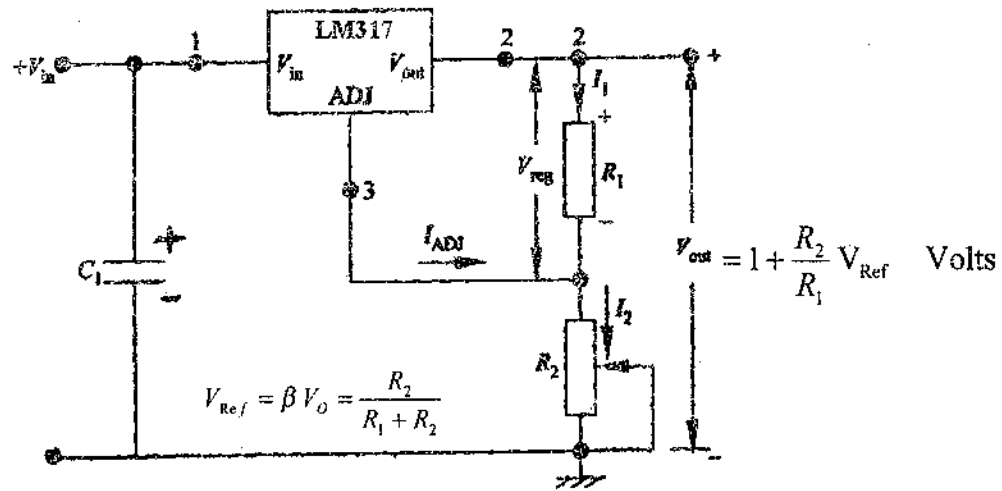 LM317
1
2
2
+V_in
V_in
V_out
+
ADJ
I_1
+
V_reg
R_1
3
−
I_ADJ
C_1
+
−
V_out = 1 + R_2/R_1 V_Ref Volts
I_2
R_2
V_Ref = β V_O = R_2/(R_1 + R_2)
−